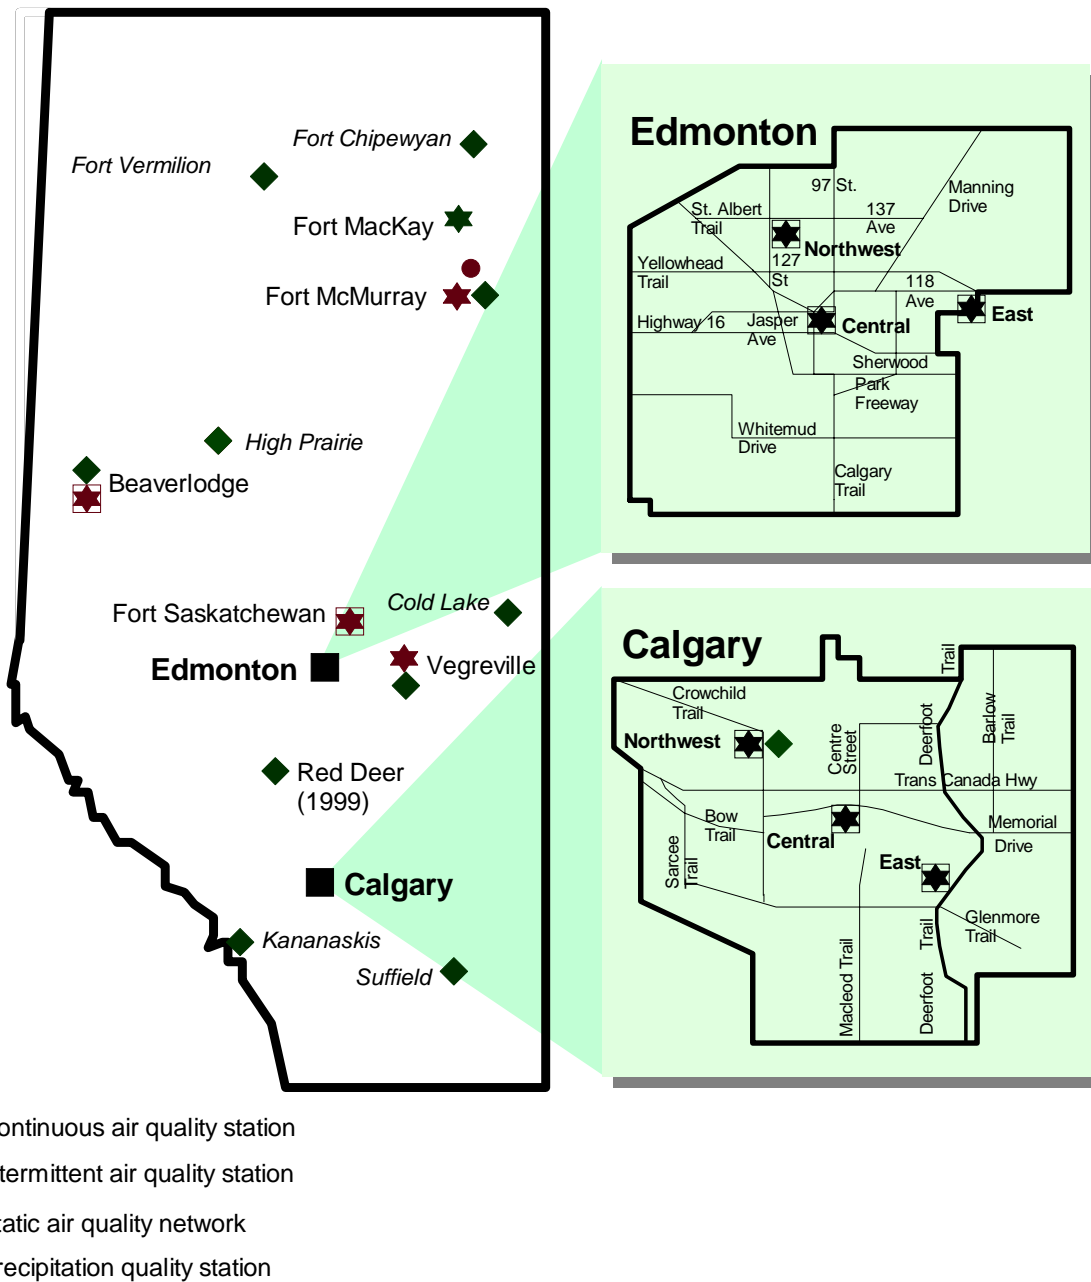 Fort Chipewyan
Fort Vermilion
Fort MacKay
Fort McMurray
High Prairie
Beaverlodge
Cold Lake
Fort Saskatchewan
Edmonton
Vegreville
Red Deer
(1999)
Calgary
Kananaskis
Suffield
Edmonton
97 St.
Manning
Drive
St. Albert
Trail
137
Ave
Northwest
Yellowhead
Trail
127
St
118
Ave
East
Highway 16
Jasper
Ave
Central
Sherwood
Park
Freeway
Whitemud
Drive
Calgary
Trail
Calgary
Trail
Crowchild
Trail
Northwest
Centre
Street
Deerfoot
Barlow
Trail
Trans Canada Hwy
Bow
Trail
Central
Memorial
Drive
Sarcee
Trail
East
Glenmore
Trail
Macleod Trail
Deerfoot
Trail
ontinuous air quality station
termittent air quality station
tatic air quality network
recipitation quality station